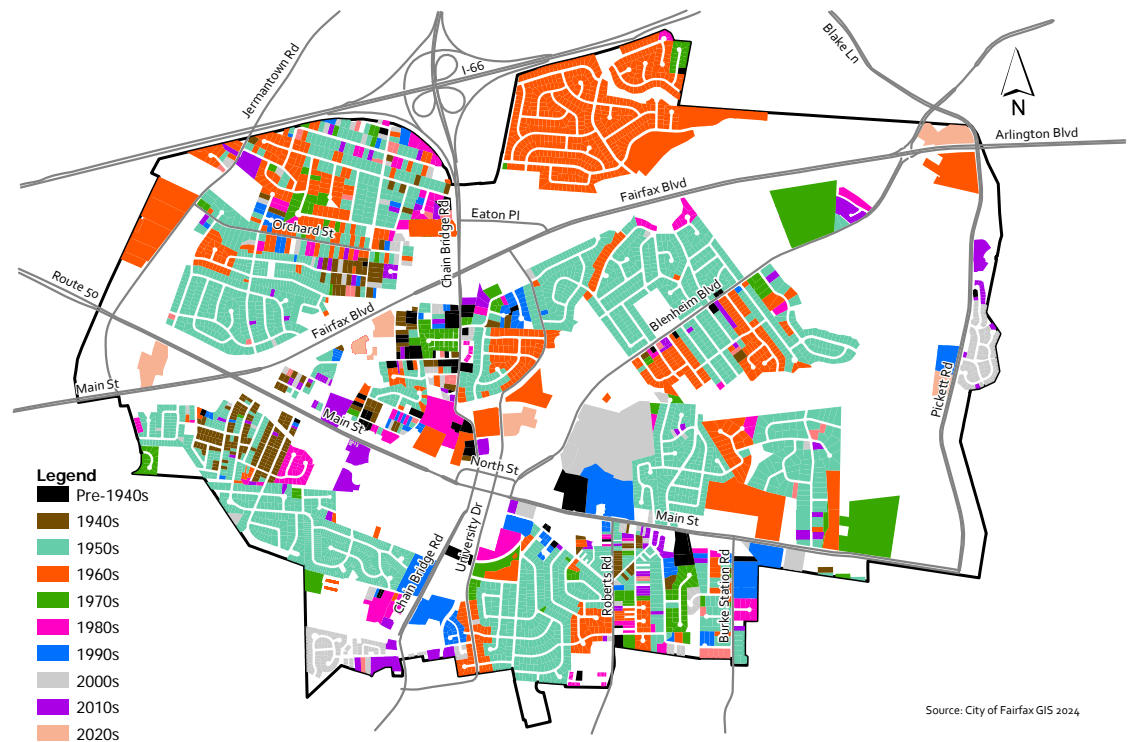 Blake Ln
Jermantown Rd
I-66
N
Arlington Blvd
Fairfax Blvd
Chain Bridge Rd
Eaton Pl
Orchard St
Route 50
Fairfax Blvd
Blenheim Blvd
Main St
Pickett Rd
Main St
North St
Main St
University Dr
Chain Bridge Rd
Roberts Rd
Burke Station Rd
Legend
Pre-1940s
1940s
1950s
1960s
1970s
1980s
1990s
2000s
2010s
2020s
Source: City of Fairfax GIS 2024